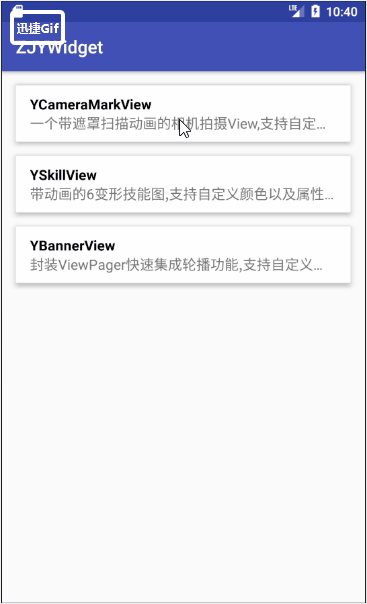 迅捷Gif
LTE
10:40
ZJYWidget
YCameraMarkView
一个带遮罩扫描动画的相机拍摄View,支持自定...
YSkillView
带动画的6变形技能图,支持自定义颜色以及属性...
YBannerView
封装ViewPager快速集成轮播功能,支持自定义...